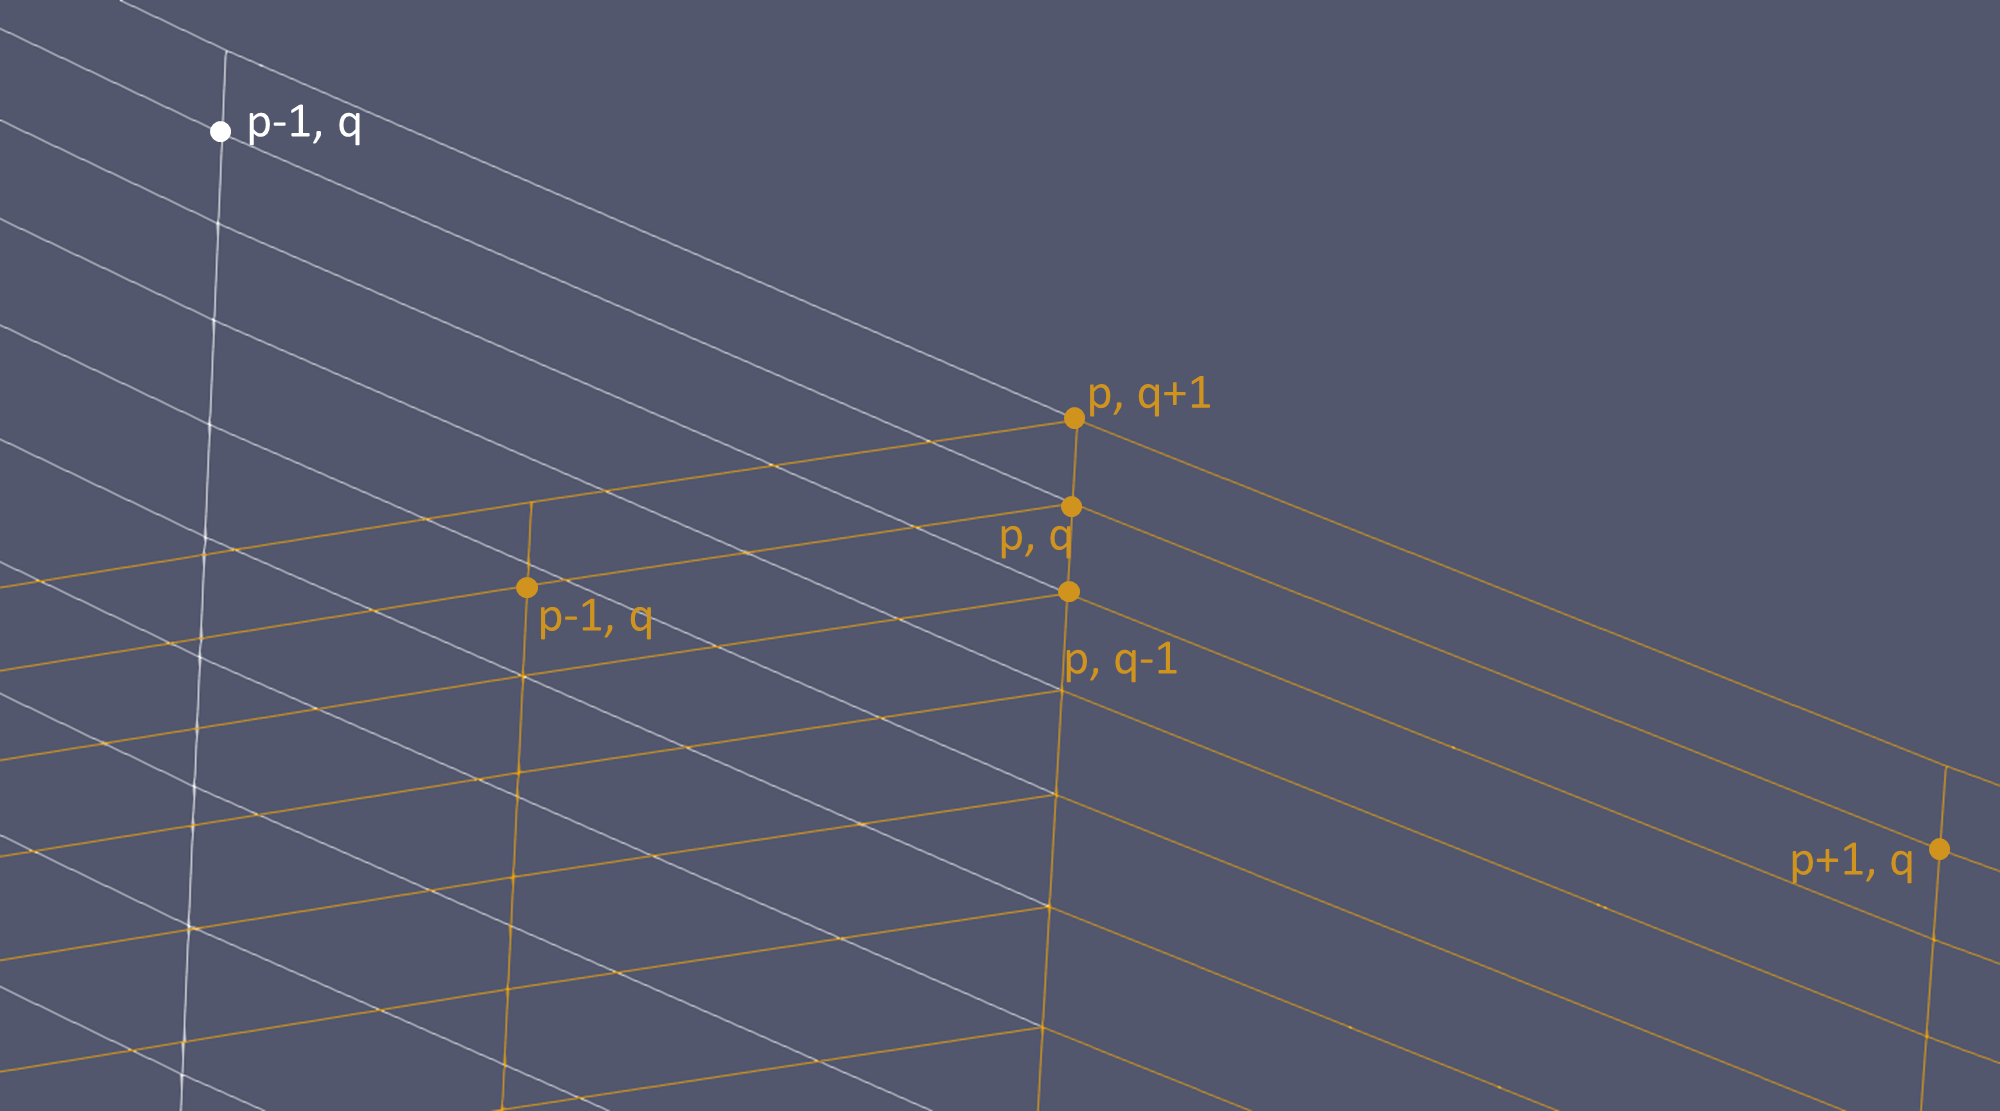 p-1, q
p, q+1
p, q
p-1, q
p, q-1
p+1, q